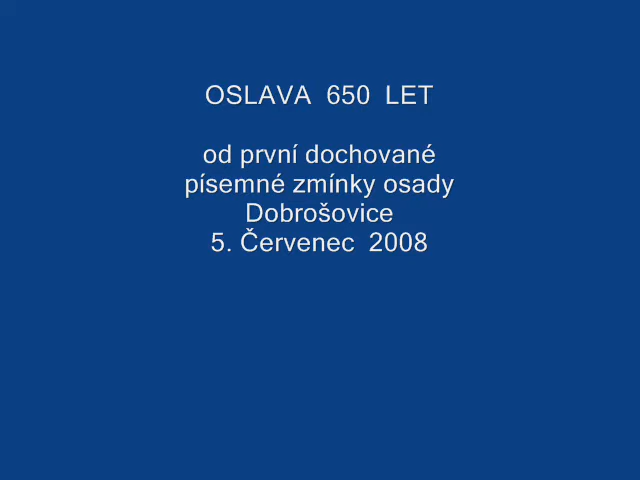 OSLAVA 650 LET
od první dochované
písemné zmínky osady
Dobrošovice
5. Červenec 2008